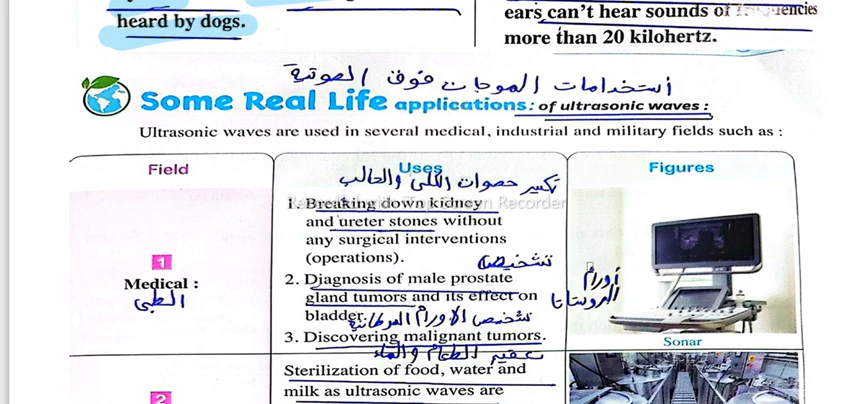 heard by dogs.
ears can't hear sounds of frequencies
more than 20 kilohertz.
أستخدامات الموجات فوق الصوتية
Some Real Life applications : of ultrasonic waves :
Ultrasonic waves are used in several medical, industrial and military fields such as :
Field
Uses
Figures
تكسير حصوات الكلى والحالب
1. Breaking down kidney
and ureter stones without
any surgical interventions
(operations).
تشخيص
1
Medical :
الطبى
2. Diagnosis of male prostate
gland tumors and its effect on
bladder.
أورام
البروستاتا
تشخيص الأورام السرطانية
3. Discovering malignant tumors.
Sonar
تعقيم الطعام والماء
2
Sterilization of food, water and
milk as ultrasonic waves are